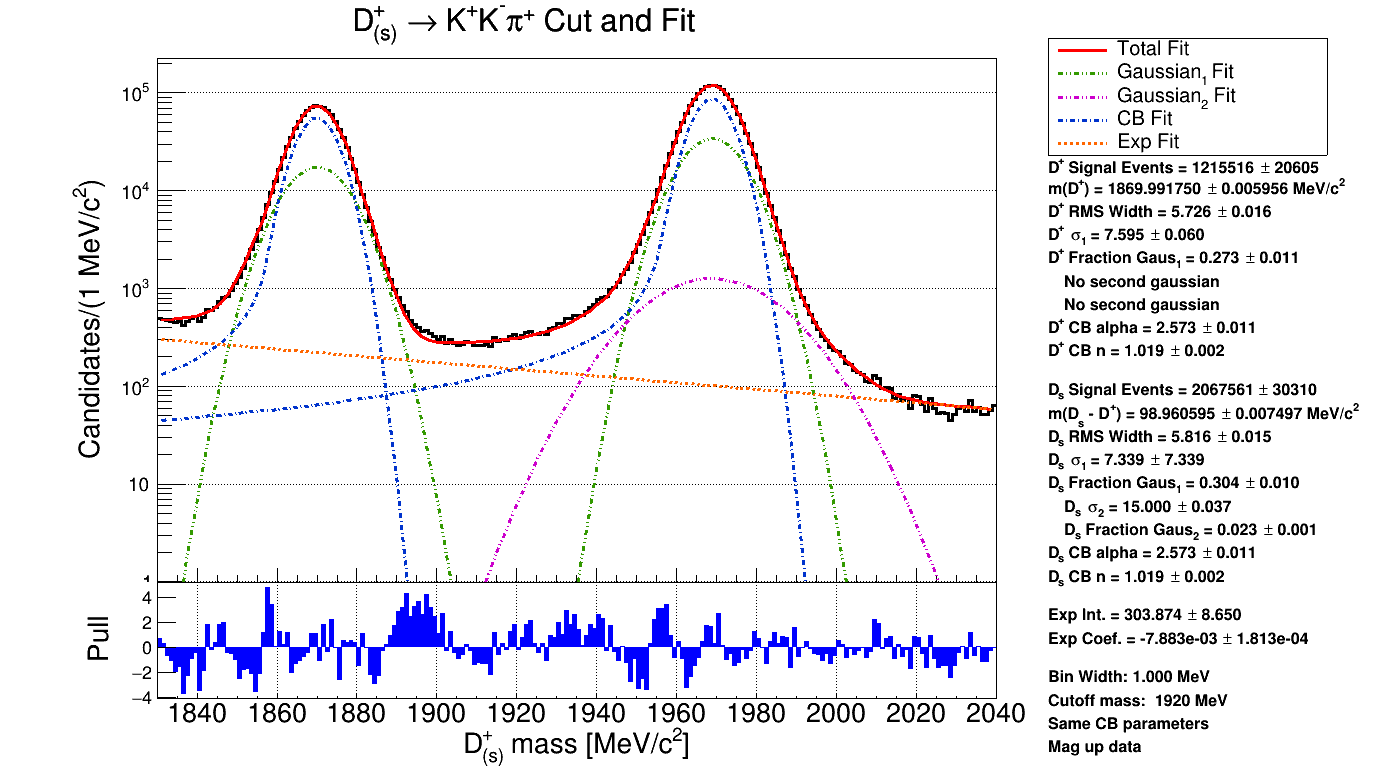 D⁺₍ₛ₎ → K⁺K⁻π⁺ Cut and Fit
Candidates/(1 MeV/c²)
10⁵
10⁴
10³
10²
10
1
Pull
4
2
0
−2
−4
1840 1860 1880 1900 1920 1940 1960 1980 2000 2020 2040
D⁺₍ₛ₎ mass [MeV/c²]
Total Fit
Gaussian₁ Fit
Gaussian₂ Fit
CB Fit
Exp Fit
D⁺ Signal Events = 1215516 ± 20605
m(D⁺) = 1869.991750 ± 0.005956 MeV/c²
D⁺ RMS Width = 5.726 ± 0.016
D⁺ σ₁ = 7.595 ± 0.060
D⁺ Fraction Gaus₁ = 0.273 ± 0.011
No second gaussian
No second gaussian
D⁺ CB alpha = 2.573 ± 0.011
D⁺ CB n = 1.019 ± 0.002
Dₛ Signal Events = 2067561 ± 30310
m(Dₛ - D⁺) = 98.960595 ± 0.007497 MeV/c²
Dₛ RMS Width = 5.816 ± 0.015
Dₛ σ₁ = 7.339 ± 7.339
Dₛ Fraction Gaus₁ = 0.304 ± 0.010
Dₛ σ₂ = 15.000 ± 0.037
Dₛ Fraction Gaus₂ = 0.023 ± 0.001
Dₛ CB alpha = 2.573 ± 0.011
Dₛ CB n = 1.019 ± 0.002
Exp Int. = 303.874 ± 8.650
Exp Coef. = -7.883e-03 ± 1.813e-04
Bin Width: 1.000 MeV
Cutoff mass: 1920 MeV
Same CB parameters
Mag up data